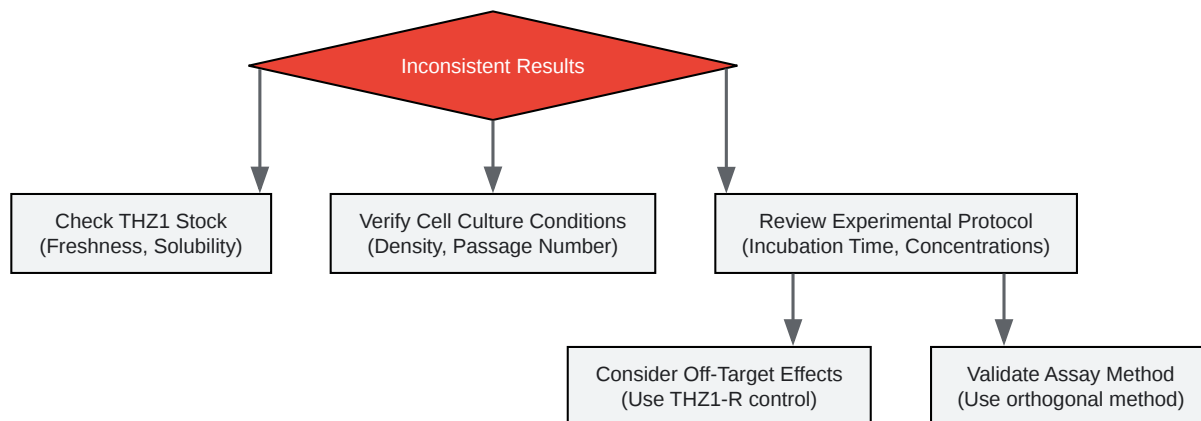 Inconsistent Results
Check THZ1 Stock
(Freshness, Solubility)
Verify Cell Culture Conditions
(Density, Passage Number)
Review Experimental Protocol
(Incubation Time, Concentrations)
Consider Off-Target Effects
(Use THZ1-R control)
Validate Assay Method
(Use orthogonal method)